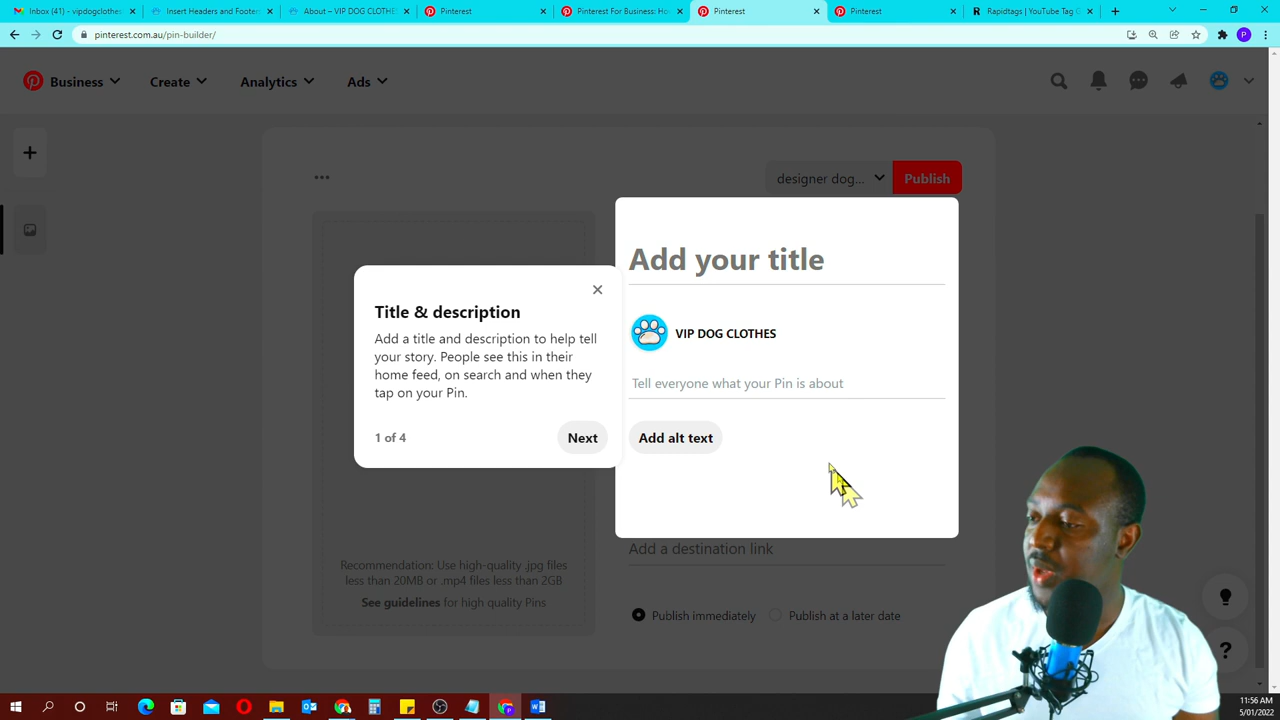 Inbox (41) - vipdogclothes
Insert Headers and Footers
About – VIP DOG CLOTHES
Pinterest
Pinterest For Business: Ho
Pinterest
Pinterest
Rapidtags | YouTube Tag G
pinterest.com.au/pin-builder/
P
Business
Create
Analytics
Ads
designer dog...
Publish
Add your title
Title & description
Add a title and description to help tell
your story. People see this in their
home feed, on search and when they
tap on your Pin.
1 of 4
Next
VIP DOG CLOTHES
Tell everyone what your Pin is about
Add alt text
Add a destination link
Recommendation: Use high-quality .jpg files
less than 20MB or .mp4 files less than 2GB
See guidelines for high quality Pins
Publish immediately
Publish at a later date
?
11:56 AM
5/01/2022